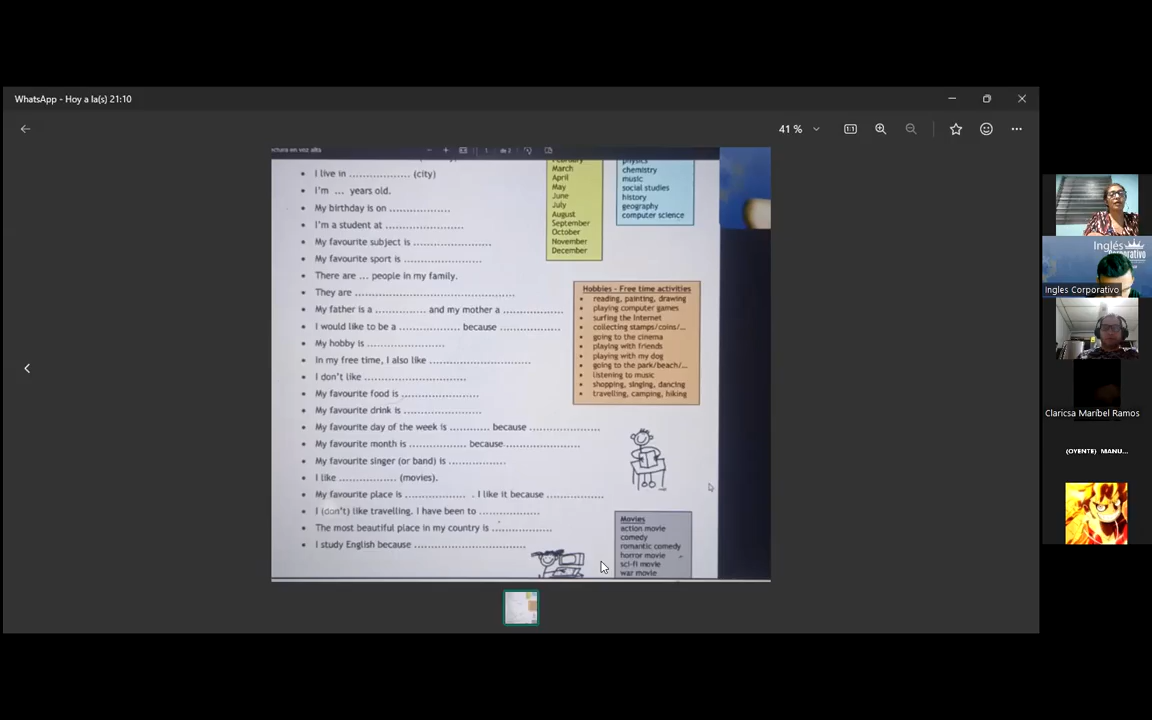 WhatsApp - Hoy a la(s) 21:10
41 %
I live in .................. (city)
I'm ... years old.
My birthday is on .................
I'm a student at ......................
My favourite subject is ......................
My favourite sport is ......................
There are ... people in my family.
They are .............................................
My father is a ............... and my mother a .................
I would like to be a ................. because .................
My hobby is ..............................
In my free time, I also like .............................
I don't like .............................
My favourite food is ......................
My favourite drink is ......................
My favourite day of the week is .......... because ....................
My favourite month is ................ because ....................
My favourite singer (or band) is ................
I like ................ (movies).
My favourite place is ................ . I like it because ................
I (don't) like travelling. I have been to ................
The most beautiful place in my country is ................
I study English because ................................
February
March
April
May
June
July
August
September
October
November
December
physics
chemistry
music
social studies
history
geography
computer science
Hobbies - Free time activities
reading, painting, drawing
playing computer games
surfing the Internet
collecting stamps/coins/...
going to the cinema
playing with friends
playing with my dog
going to the park/beach/...
listening to music
shopping, singing, dancing
travelling, camping, hiking
Movies
action movie
comedy
romantic comedy
horror movie
sci-fi movie
war movie
Inglés
Corporativo
Ingles Corporativo
Claricsa Maríbel Ramos
(OYENTE) MANU...